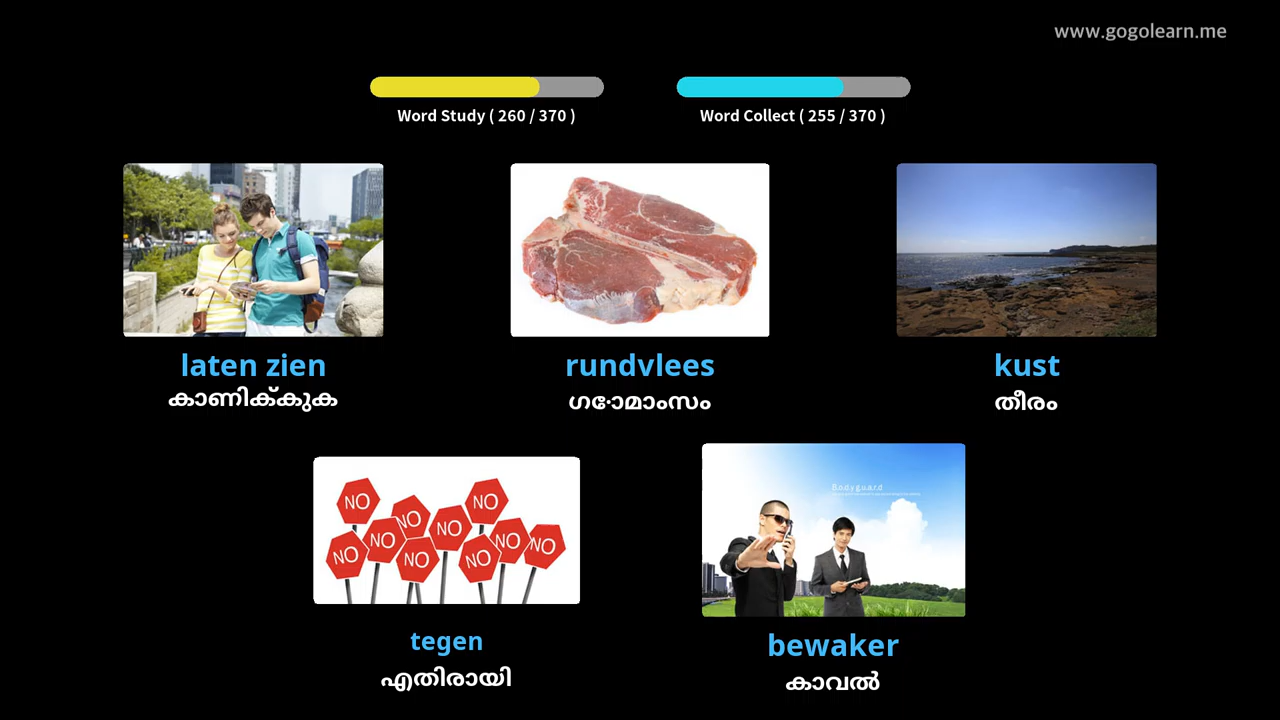 www.gogolearn.me
Word Study ( 260 / 370 )
Word Collect ( 255 / 370 )
laten zien
കാണിക്കുക
rundvlees
ഗോമാംസം
kust
തീരം
NO
NO
NO
NO
NO
NO
NO
NO
NO
NO
tegen
എതിരായി
Bodyguard
bewaker
കാവൽ